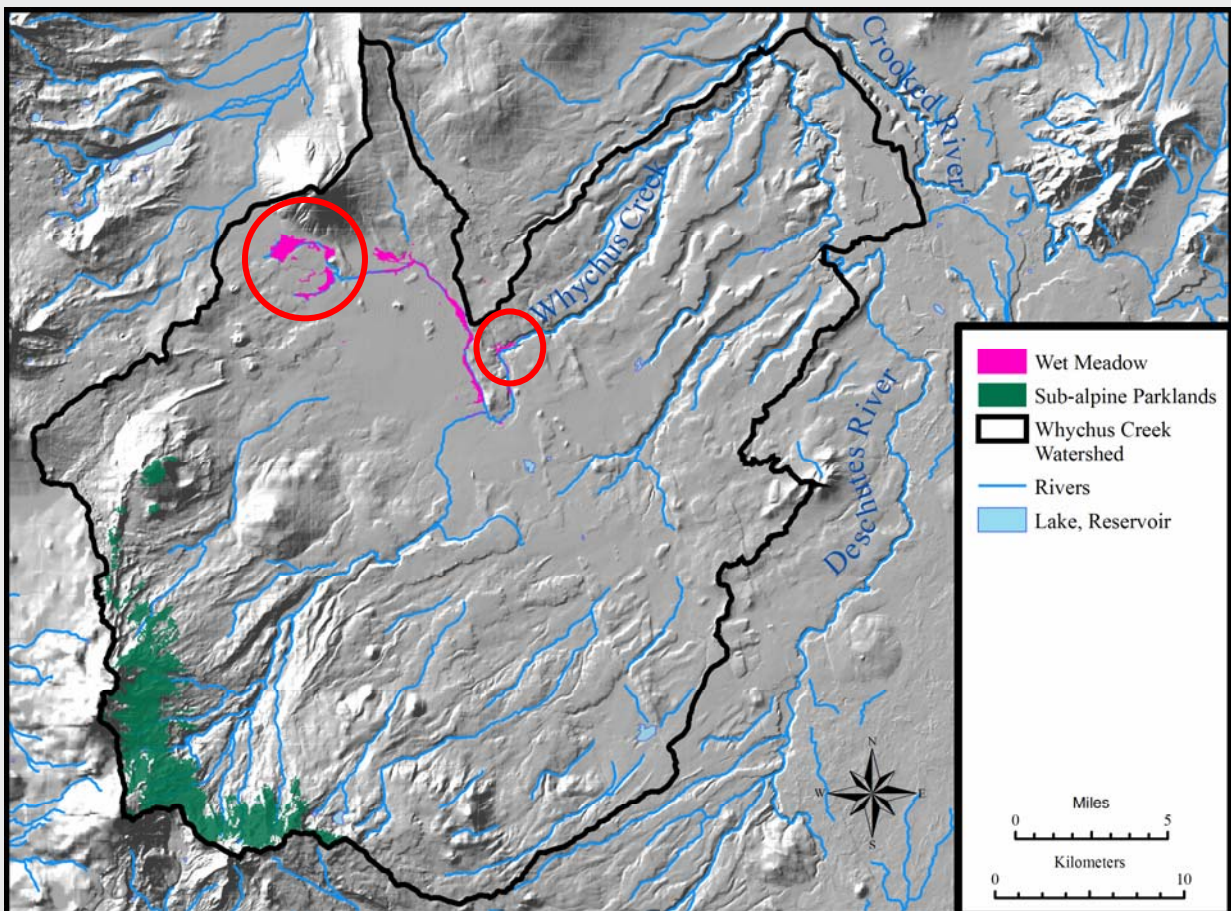 Crooked River
Whychus Creek
Deschutes River
Wet Meadow
Sub-alpine Parklands
Whychus Creek
Watershed
Rivers
Lake, Reservoir
N
W E
S
Miles
0 5
Kilometers
0 10